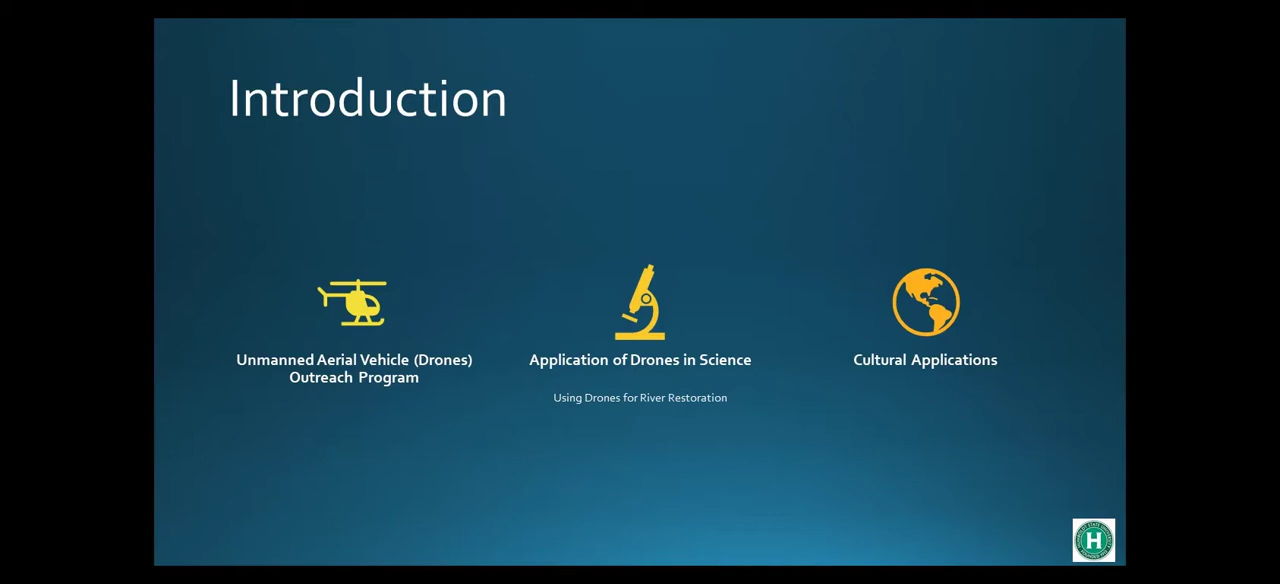 Introduction
Unmanned Aerial Vehicle (Drones)
Outreach Program
Application of Drones in Science
Using Drones for River Restoration
Cultural Applications
H